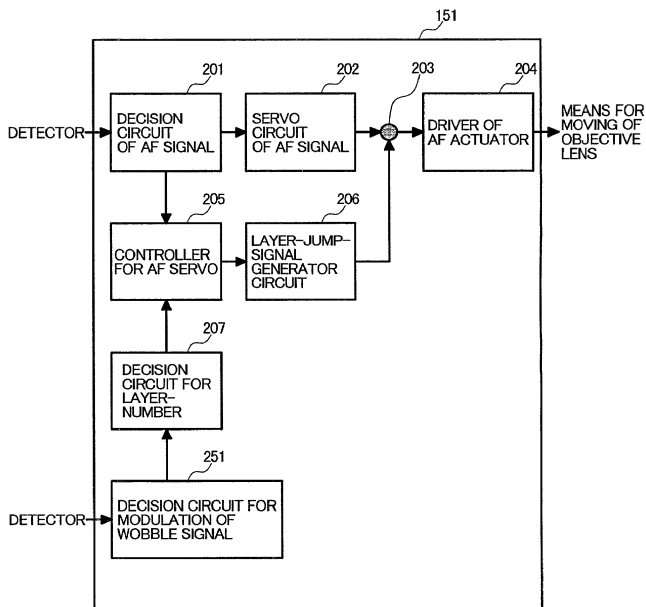 151
201
202
203
204
DETECTOR
DECISION
CIRCUIT
OF AF SIGNAL
SERVO
CIRCUIT
OF AF SIGNAL
DRIVER OF
AF ACTUATOR
MEANS FOR
MOVING OF
OBJECTIVE
LENS
205
206
CONTROLLER
FOR AF SERVO
LAYER-JUMP-
SIGNAL
GENERATOR
CIRCUIT
207
DECISION
CIRCUIT FOR
LAYER-
NUMBER
251
DETECTOR
DECISION CIRCUIT FOR
MODULATION OF
WOBBLE SIGNAL